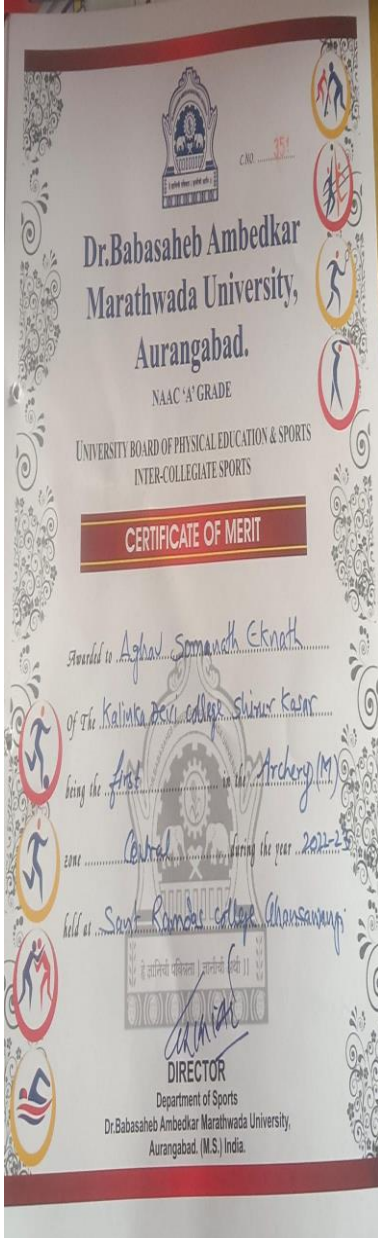 C.NO. 351
Dr.Babasaheb Ambedkar
Marathwada University,
Aurangabad.
NAAC 'A' GRADE
UNIVERSITY BOARD OF PHYSICAL EDUCATION & SPORTS
INTER-COLLEGIATE SPORTS
CERTIFICATE OF MERIT
Awarded to Aghav Somanath Eknath
Of The Kalinka Devi college Shirur Kasar
being the first in the Archery (M)
zone Central during the year 2022-23
held at Sant Ramdas college Ghansawangi
DIRECTOR
Department of Sports
Dr.Babasaheb Ambedkar Marathwada University,
Aurangabad. (M.S.) India.